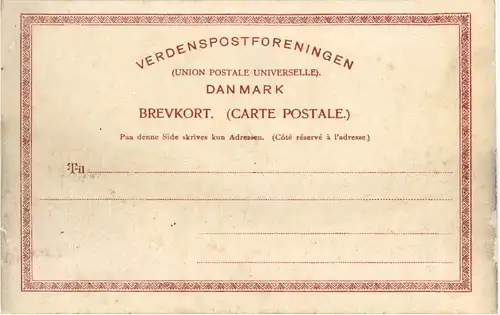 VERDENSPOSTFORENINGEN
(UNION POSTALE UNIVERSELLE).
DANMARK
BREVKORT. (CARTE POSTALE.)
Paa denne Side skrives kun Adressen. (Côté réservé à l'adresse.)
Til